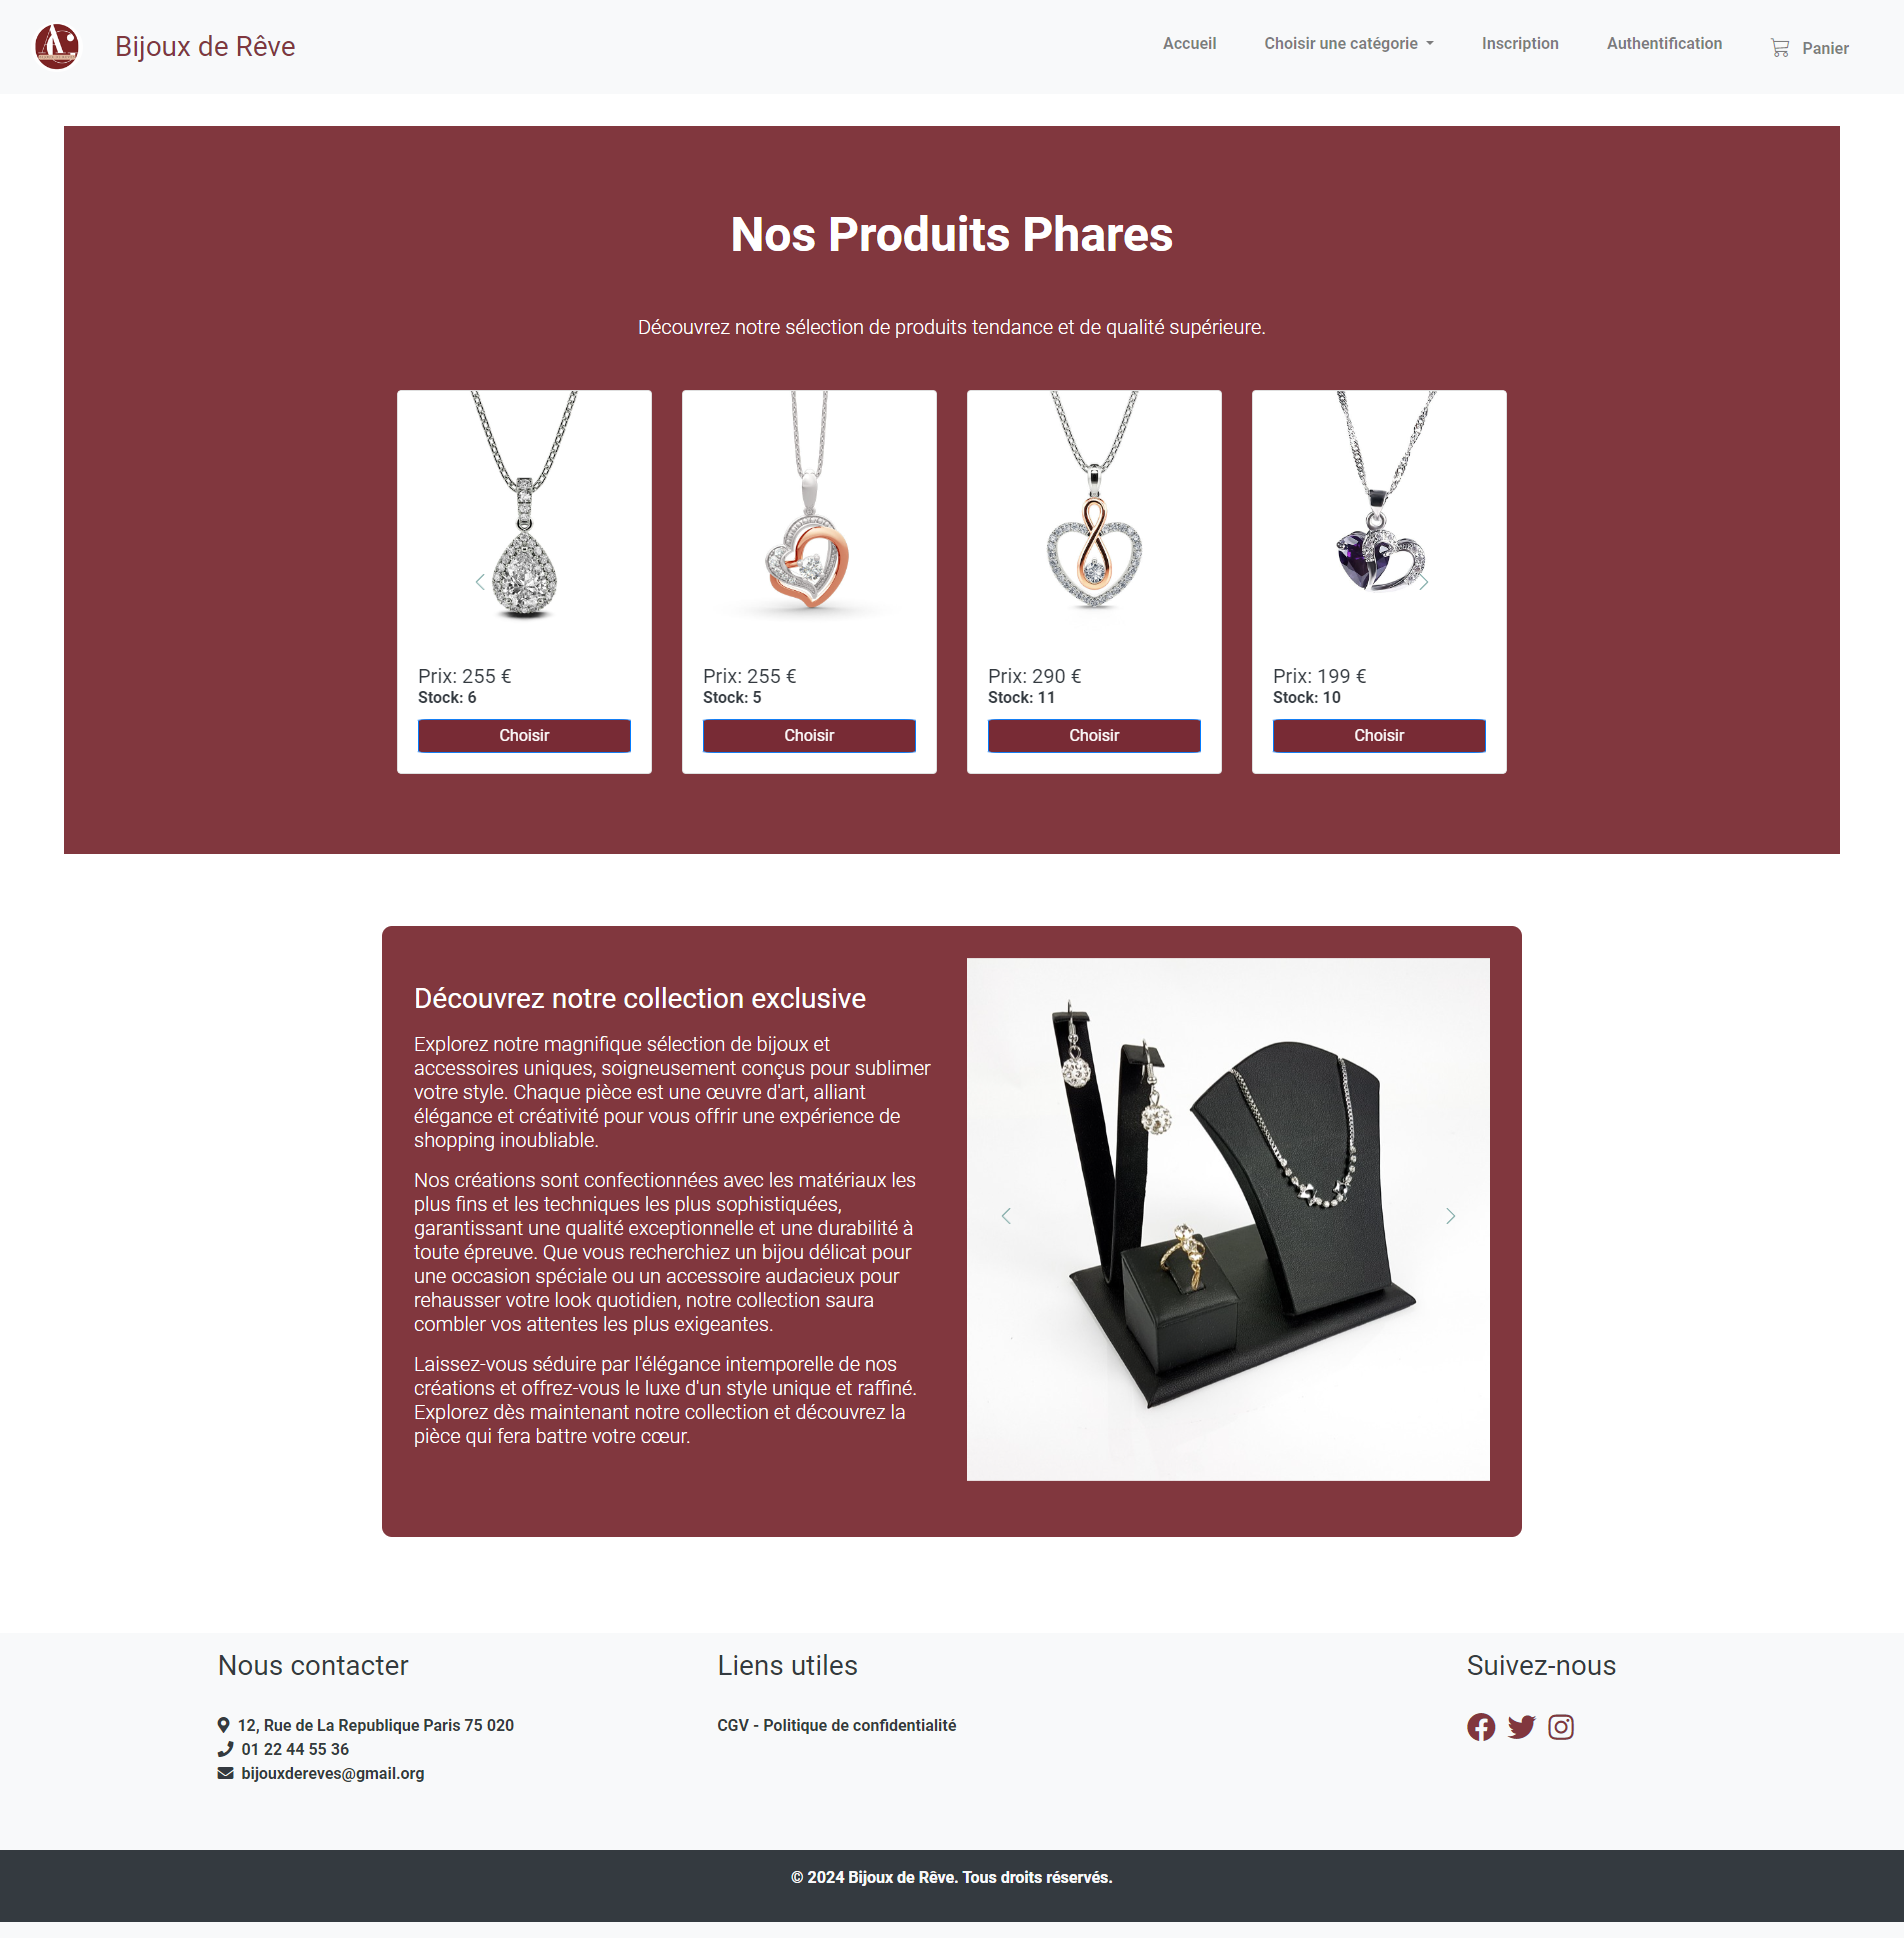 Bijoux de Rêve
Accueil
Choisir une catégorie
Inscription
Authentification
Panier
Nos Produits Phares
Découvrez notre sélection de produits tendance et de qualité supérieure.
Prix: 255 €
Stock: 6
Choisir
Prix: 255 €
Stock: 5
Choisir
Prix: 290 €
Stock: 11
Choisir
Prix: 199 €
Stock: 10
Choisir
Découvrez notre collection exclusive
Explorez notre magnifique sélection de bijoux et
accessoires uniques, soigneusement conçus pour sublimer
votre style. Chaque pièce est une œuvre d'art, alliant
élégance et créativité pour vous offrir une expérience de
shopping inoubliable.
Nos créations sont confectionnées avec les matériaux les
plus fins et les techniques les plus sophistiquées,
garantissant une qualité exceptionnelle et une durabilité à
toute épreuve. Que vous recherchiez un bijou délicat pour
une occasion spéciale ou un accessoire audacieux pour
rehausser votre look quotidien, notre collection saura
combler vos attentes les plus exigeantes.
Laissez-vous séduire par l'élégance intemporelle de nos
créations et offrez-vous le luxe d'un style unique et raffiné.
Explorez dès maintenant notre collection et découvrez la
pièce qui fera battre votre cœur.
Nous contacter
12, Rue de La Republique Paris 75 020
01 22 44 55 36
bijouxdereves@gmail.org
Liens utiles
CGV - Politique de confidentialité
Suivez-nous
© 2024 Bijoux de Rêve. Tous droits réservés.